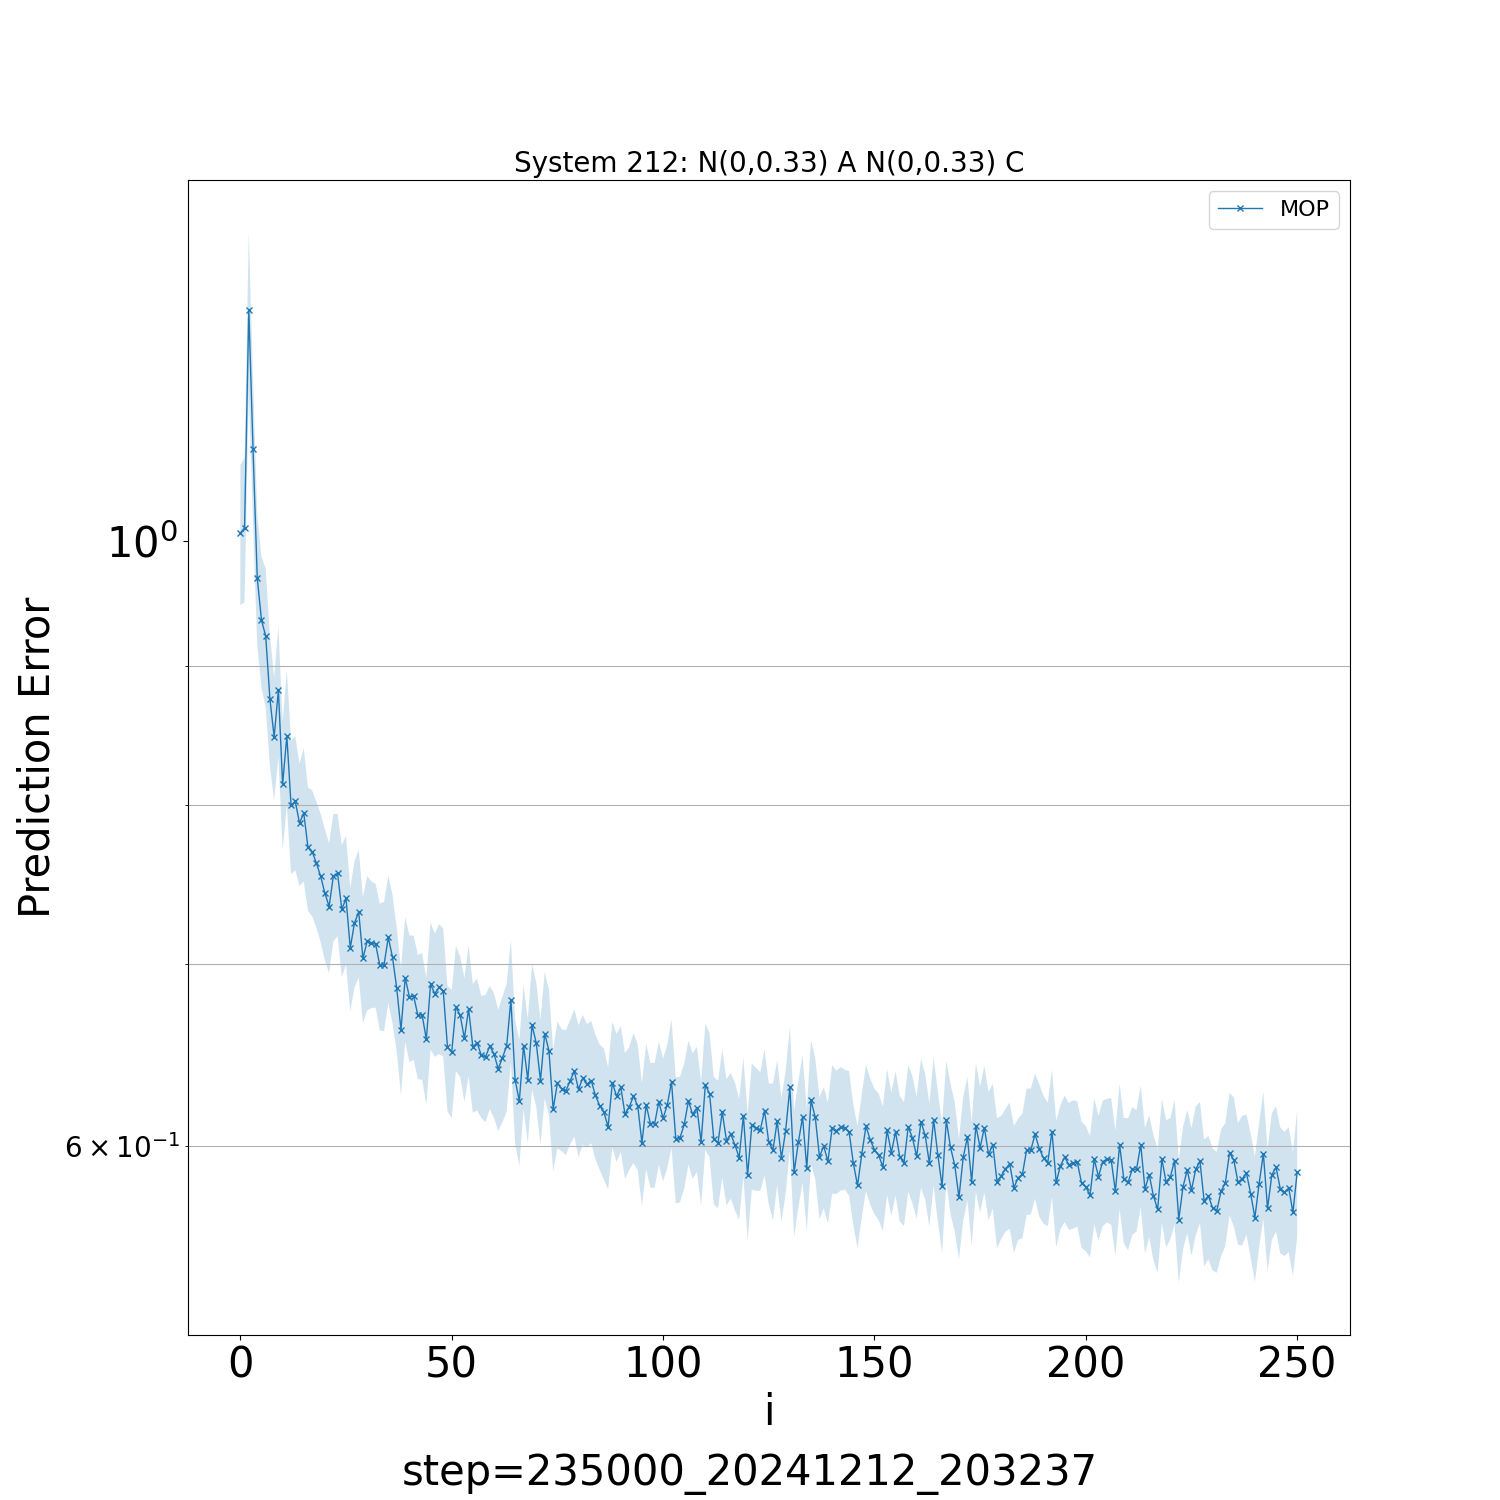 System 212: N(0,0.33) A N(0,0.33) C
MOP
Prediction Error
10⁰
6 × 10⁻¹
0 50 100 150 200 250
i
step=235000_20241212_203237